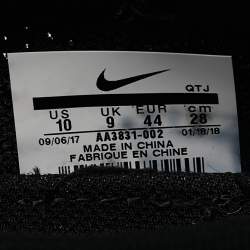 QTJ
US UK EUR cm
10 9 44 28
09/06/17 AA3831-002 01/18/18
MADE IN CHINA
FABRIQUE EN CHINE